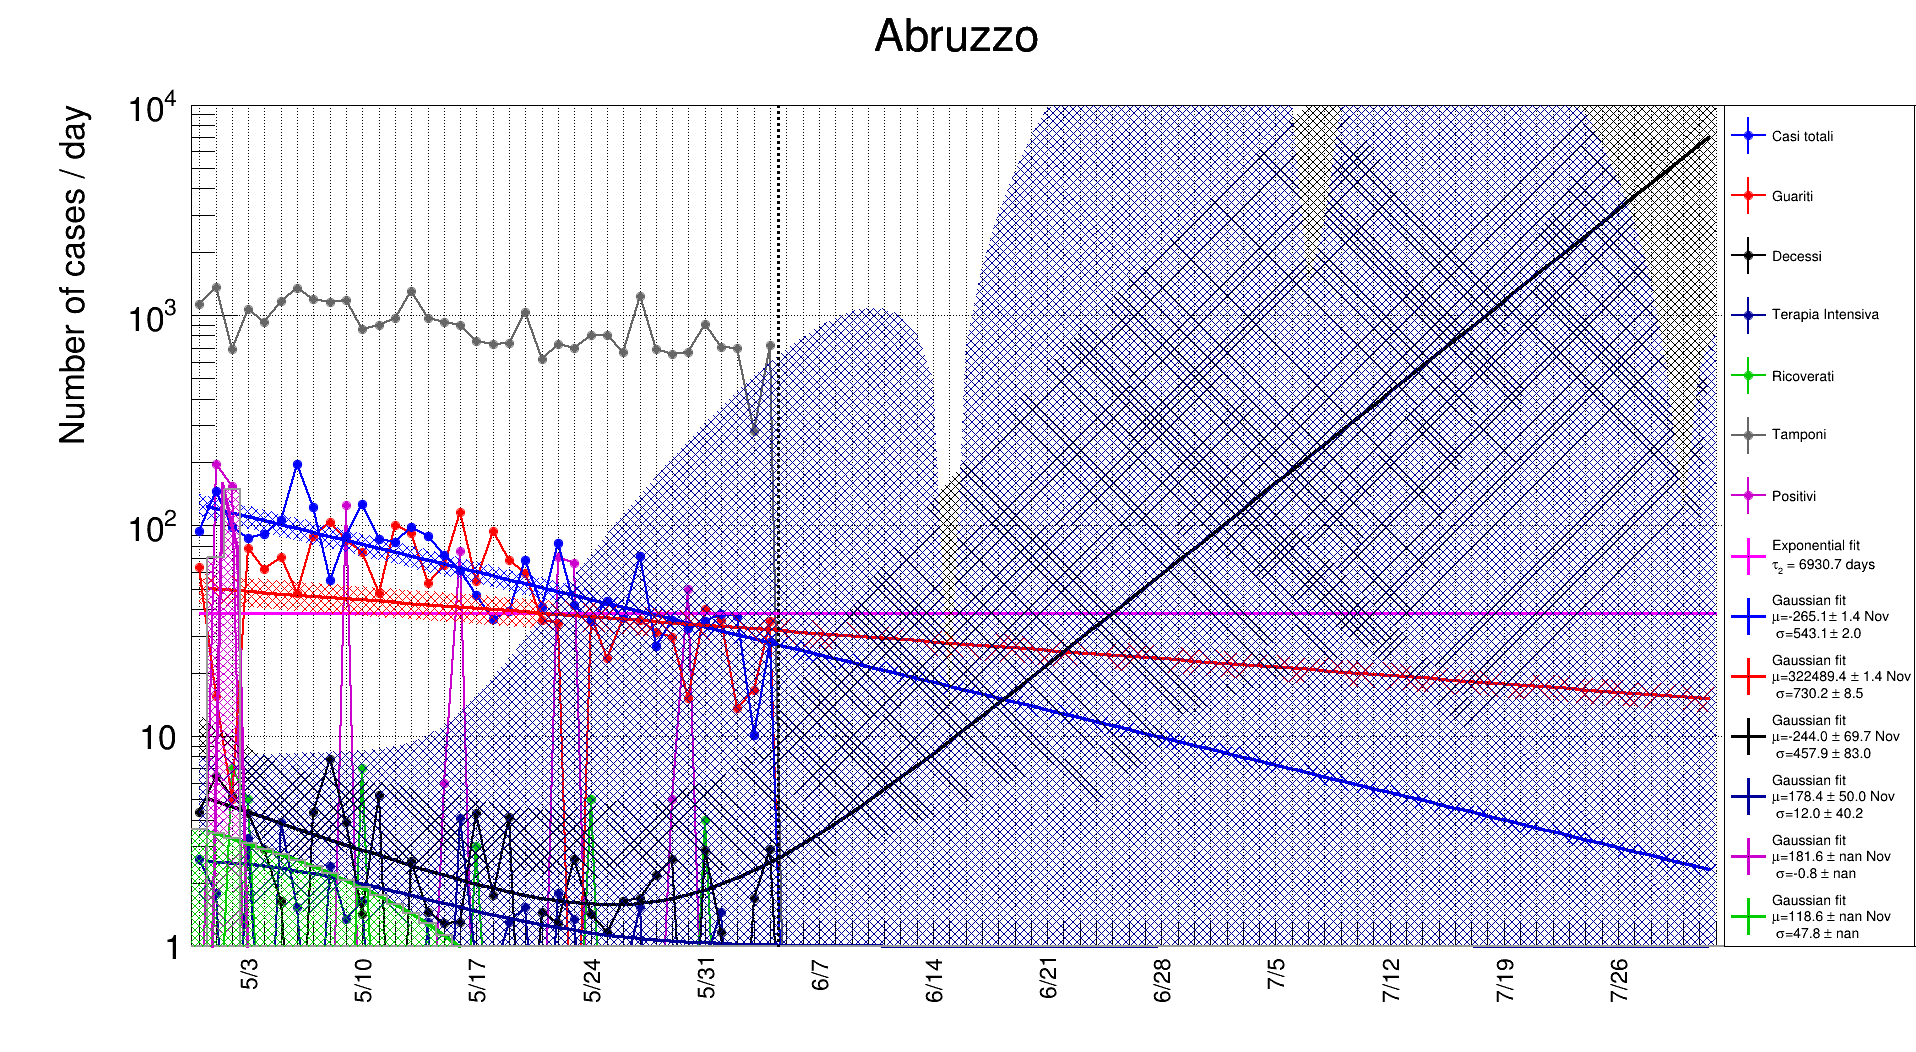 Abruzzo
Number of cases / day
10^4
10^3
10^2
10
1
5/3
5/10
5/17
5/24
5/31
6/7
6/14
6/21
6/28
7/5
7/12
7/19
7/26
Casi totali
Guariti
Decessi
Terapia Intensiva
Ricoverati
Tamponi
Positivi
Exponential fit
τ₂ = 6930.7 days
Gaussian fit
μ=-265.1± 1.4 Nov
σ=543.1± 2.0
Gaussian fit
μ=322489.4 ± 1.4 Nov
σ=730.2 ± 8.5
Gaussian fit
μ=-244.0 ± 69.7 Nov
σ=457.9 ± 83.0
Gaussian fit
μ=178.4 ± 50.0 Nov
σ=12.0 ± 40.2
Gaussian fit
μ=181.6 ± nan Nov
σ=-0.8 ± nan
Gaussian fit
μ=118.6 ± nan Nov
σ=47.8 ± nan